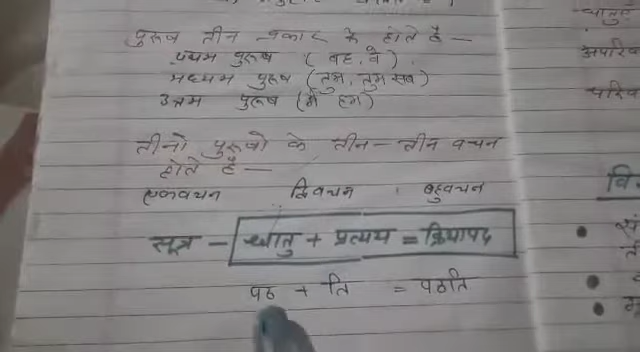 पुरुष तीन प्रकार के होते है —
प्रथम पुरुष ( वह, वे )
मध्यम पुरुष (तुम, तुम सब)
उत्तम पुरुष (मैं हम)
तीनो पुरुषो के तीन - तीन वचन
होते है —
एकवचन द्विवचन बहुवचन
सूत्र - धातु + प्रत्यय = क्रियापद
पठ + ति = पठति